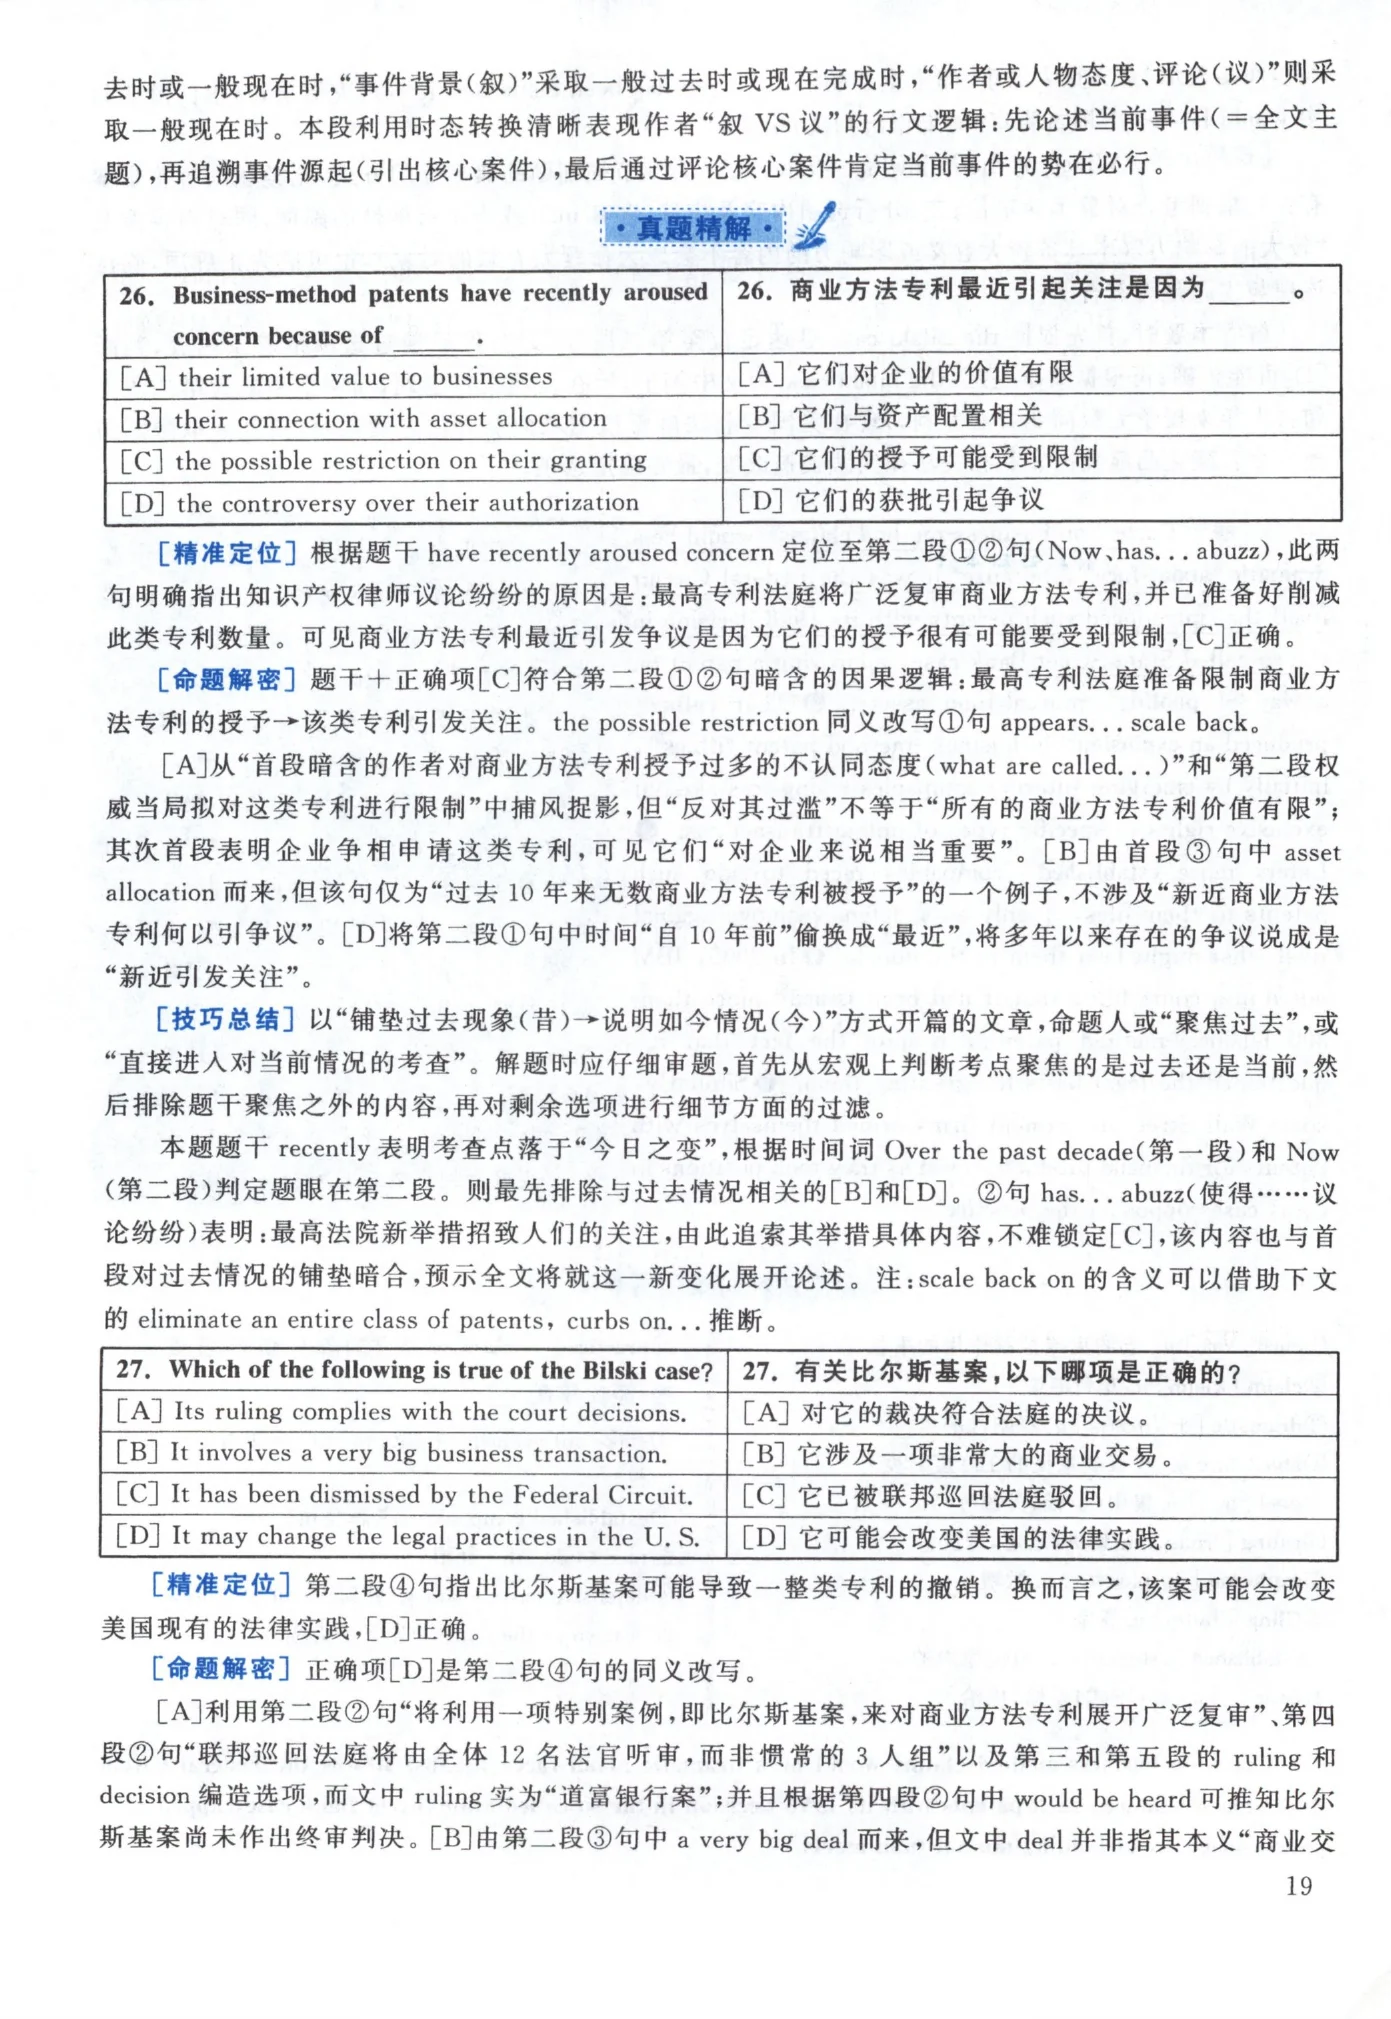 去时或一般现在时,“事件背景(叙)”采取一般过去时或现在完成时,“作者或人物态度、评论(议)”则采
取一般现在时。本段利用时态转换清晰表现作者“叙 VS 议”的行文逻辑:先论述当前事件(=全文主
题),再追溯事件源起(引出核心案件),最后通过评论核心案件肯定当前事件的势在必行。
·真题精解·
26. Business-method patents have recently aroused
concern because of ______.
26. 商业方法专利最近引起关注是因为______。
[A] their limited value to businesses
[A] 它们对企业的价值有限
[B] their connection with asset allocation
[B] 它们与资产配置相关
[C] the possible restriction on their granting
[C] 它们的授予可能受到限制
[D] the controversy over their authorization
[D] 它们的获批引起争议
[精准定位] 根据题干 have recently aroused concern 定位至第二段①②句(Now、has... abuzz),此两
句明确指出知识产权律师议论纷纷的原因是:最高专利法庭将广泛复审商业方法专利,并已准备好削减
此类专利数量。可见商业方法专利最近引发争议是因为它们的授予很有可能要受到限制,[C]正确。
[命题解密] 题干+正确项[C]符合第二段①②句暗含的因果逻辑:最高专利法庭准备限制商业方
法专利的授予→该类专利引发关注。the possible restriction 同义改写①句 appears... scale back。
[A]从“首段暗含的作者对商业方法专利授予过多的不认同态度(what are called...)”和“第二段权
威当局拟对这类专利进行限制”中捕风捉影,但“反对其过滥”不等于“所有的商业方法专利价值有限”;
其次首段表明企业争相申请这类专利,可见它们“对企业来说相当重要”。[B]由首段③句中 asset
allocation 而来,但该句仅为“过去 10 年来无数商业方法专利被授予”的一个例子,不涉及“新近商业方法
专利何以引争议”。[D]将第二段①句中时间“自 10 年前”偷换成“最近”,将多年以来存在的争议说成是
“新近引发关注”。
[技巧总结] 以“铺垫过去现象(昔)→说明如今情况(今)”方式开篇的文章,命题人或“聚焦过去”,或
“直接进入对当前情况的考查”。解题时应仔细审题,首先从宏观上判断考点聚焦的是过去还是当前,然
后排除题干聚焦之外的内容,再对剩余选项进行细节方面的过滤。
本题题干 recently 表明考查点落于“今日之变”,根据时间词 Over the past decade(第一段)和 Now
(第二段)判定题眼在第二段。则最先排除与过去情况相关的[B]和[D]。②句 has... abuzz(使得……议
论纷纷)表明:最高法院新举措招致人们的关注,由此追索其举措具体内容,不难锁定[C],该内容也与首
段对过去情况的铺垫暗合,预示全文将就这一新变化展开论述。注:scale back on 的含义可以借助下文
的 eliminate an entire class of patents, curbs on... 推断。
27. Which of the following is true of the Bilski case?
27. 有关比尔斯基案,以下哪项是正确的?
[A] Its ruling complies with the court decisions.
[A] 对它的裁决符合法庭的决议。
[B] It involves a very big business transaction.
[B] 它涉及一项非常大的商业交易。
[C] It has been dismissed by the Federal Circuit.
[C] 它已被联邦巡回法庭驳回。
[D] It may change the legal practices in the U. S.
[D] 它可能会改变美国的法律实践。
[精准定位] 第二段④句指出比尔斯基案可能导致一整类专利的撤销。换而言之,该案可能会改变
美国现有的法律实践,[D]正确。
[命题解密] 正确项[D]是第二段④句的同义改写。
[A]利用第二段②句“将利用一项特别案例,即比尔斯基案,来对商业方法专利展开广泛复审”、第四
段②句“联邦巡回法庭将由全体 12 名法官听审,而非惯常的 3 人组”以及第三和第五段的 ruling 和
decision 编造选项,而文中 ruling 实为“道富银行案”;并且根据第四段②句中 would be heard 可推知比尔
斯基案尚未作出终审判决。[B]由第二段③句中 a very big deal 而来,但文中 deal 并非指其本义“商业交
19